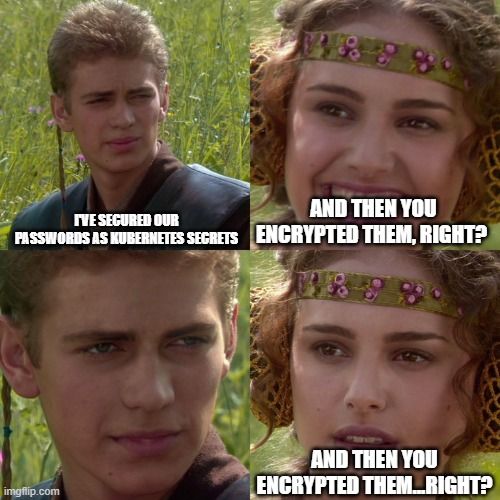 I'VE SECURED OUR
PASSWORDS AS KUBERNETES SECRETS
AND THEN YOU
ENCRYPTED THEM, RIGHT?
AND THEN YOU
ENCRYPTED THEM...RIGHT?
imgflip.com